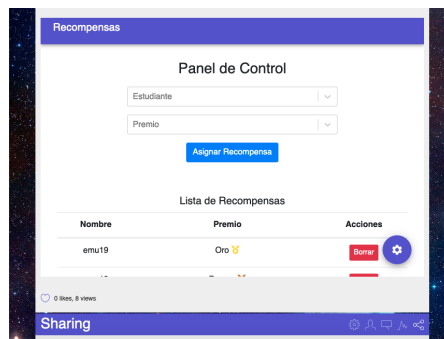 Recompensas
Panel de Control
Estudiante
Premio
Asignar Recompensa
Lista de Recompensas
Nombre Premio Acciones
emu19 Oro Borrar
0 likes, 8 views
Sharing